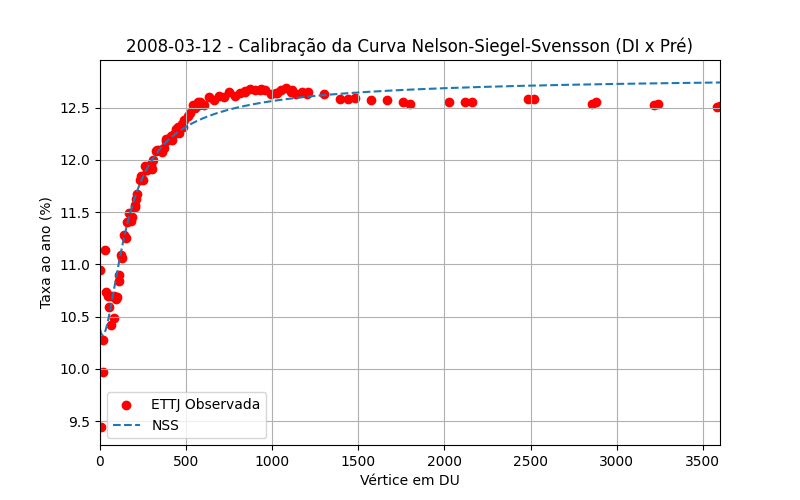 2008-03-12 - Calibração da Curva Nelson-Siegel-Svensson (DI x Pré)
Taxa ao ano (%)
12.5
12.0
11.5
11.0
10.5
10.0
9.5
ETTJ Observada
NSS
0 500 1000 1500 2000 2500 3000 3500
Vértice em DU